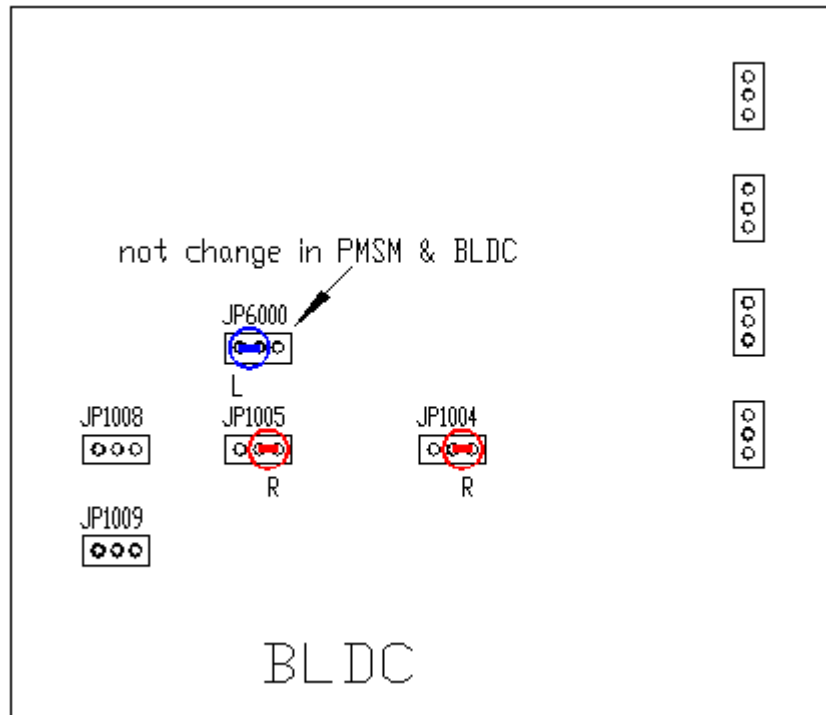 not change in PMSM & BLDC
JP6000
L
JP1008
JP1005
JP1004
R
R
JP1009
BLDC